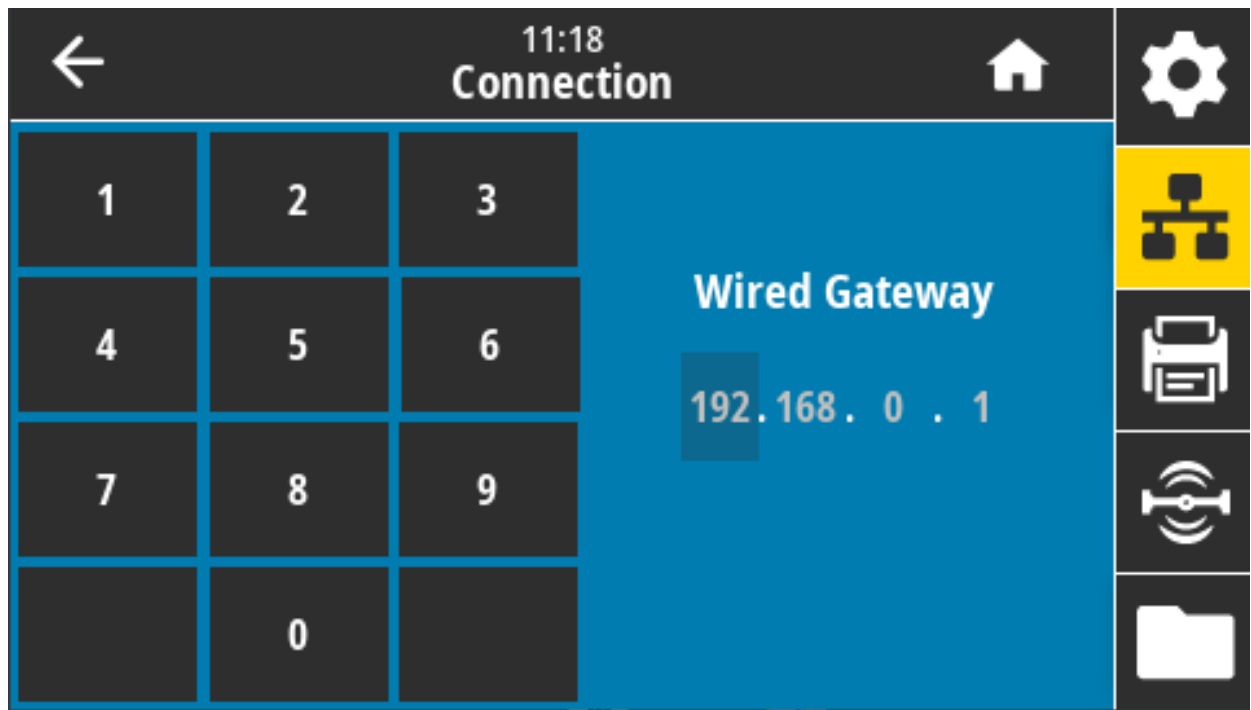 11:18
Connection
1 2 3
Wired Gateway
4 5 6
192.168. 0 . 1
7 8 9
0